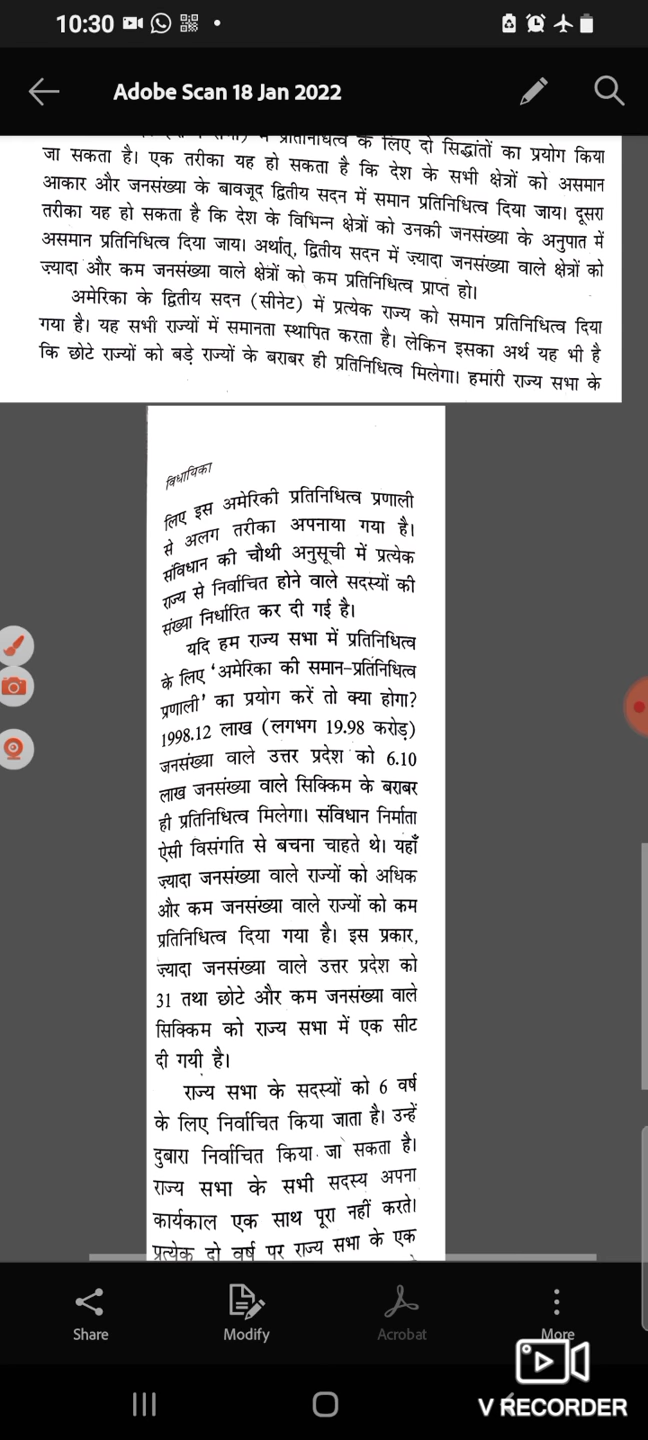 10:30
Adobe Scan 18 Jan 2022
प्रतिनिधित्व के लिए दो सिद्धांतों का प्रयोग किया
जा सकता है। एक तरीका यह हो सकता है कि देश के सभी क्षेत्रों को असमान
आकार और जनसंख्या के बावजूद द्वितीय सदन में समान प्रतिनिधित्व दिया जाय। दूसरा
तरीका यह हो सकता है कि देश के विभिन्न क्षेत्रों को उनकी जनसंख्या के अनुपात में
असमान प्रतिनिधित्व दिया जाय। अर्थात्, द्वितीय सदन में ज़्यादा जनसंख्या वाले क्षेत्रों को
ज़्यादा और कम जनसंख्या वाले क्षेत्रों को कम प्रतिनिधित्व प्राप्त हो।
अमेरिका के द्वितीय सदन (सीनेट) में प्रत्येक राज्य को समान प्रतिनिधित्व दिया
गया है। यह सभी राज्यों में समानता स्थापित करता है। लेकिन इसका अर्थ यह भी है
कि छोटे राज्यों को बड़े राज्यों के बराबर ही प्रतिनिधित्व मिलेगा। हमारी राज्य सभा के
विधायिका
लिए इस अमेरिकी प्रतिनिधित्व प्रणाली
से अलग तरीका अपनाया गया है।
संविधान की चौथी अनुसूची में प्रत्येक
राज्य से निर्वाचित होने वाले सदस्यों की
संख्या निर्धारित कर दी गई है।
यदि हम राज्य सभा में प्रतिनिधित्व
के लिए 'अमेरिका की समान-प्रतिनिधित्व
प्रणाली' का प्रयोग करें तो क्या होगा?
1998.12 लाख (लगभग 19.98 करोड़)
जनसंख्या वाले उत्तर प्रदेश को 6.10
लाख जनसंख्या वाले सिक्किम के बराबर
ही प्रतिनिधित्व मिलेगा। संविधान निर्माता
ऐसी विसंगति से बचना चाहते थे। यहाँ
ज़्यादा जनसंख्या वाले राज्यों को अधिक
और कम जनसंख्या वाले राज्यों को कम
प्रतिनिधित्व दिया गया है। इस प्रकार,
ज़्यादा जनसंख्या वाले उत्तर प्रदेश को
31 तथा छोटे और कम जनसंख्या वाले
सिक्किम को राज्य सभा में एक सीट
दी गयी है।
राज्य सभा के सदस्यों को 6 वर्ष
के लिए निर्वाचित किया जाता है। उन्हें
दुबारा निर्वाचित किया जा सकता है।
राज्य सभा के सभी सदस्य अपना
कार्यकाल एक साथ पूरा नहीं करते।
प्रत्येक दो वर्ष पर राज्य सभा के एक
Share Modify Acrobat More
V RECORDER